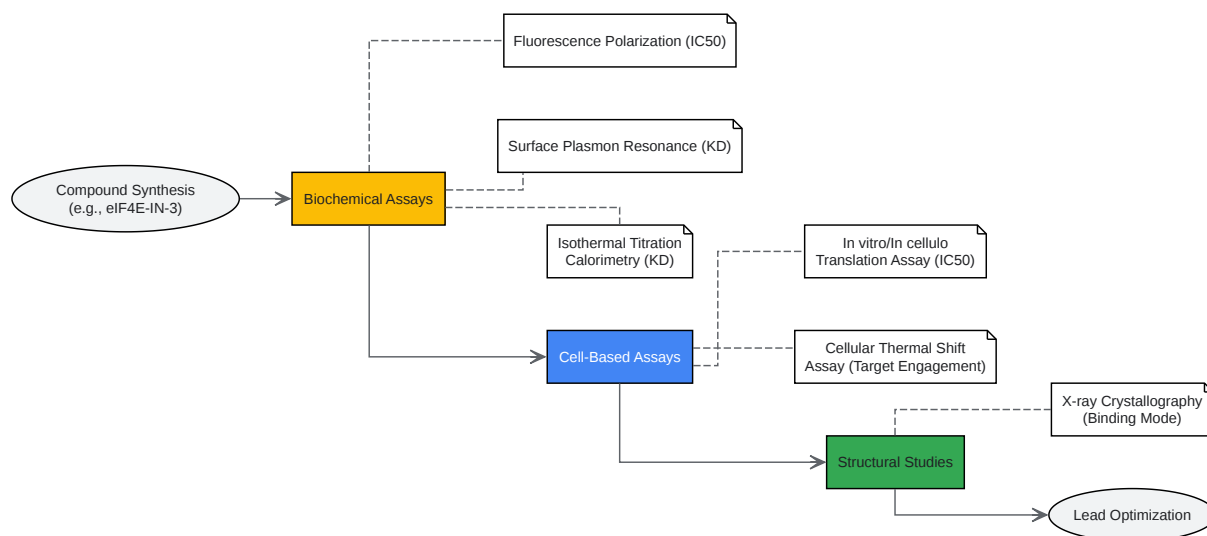 Fluorescence Polarization (IC50)
Surface Plasmon Resonance (KD)
Compound Synthesis
(e.g., eIF4E-IN-3)
Biochemical Assays
Isothermal Titration
Calorimetry (KD)
In vitro/In cellulo
Translation Assay (IC50)
Cell-Based Assays
Cellular Thermal Shift
Assay (Target Engagement)
X-ray Crystallography
(Binding Mode)
Structural Studies
Lead Optimization